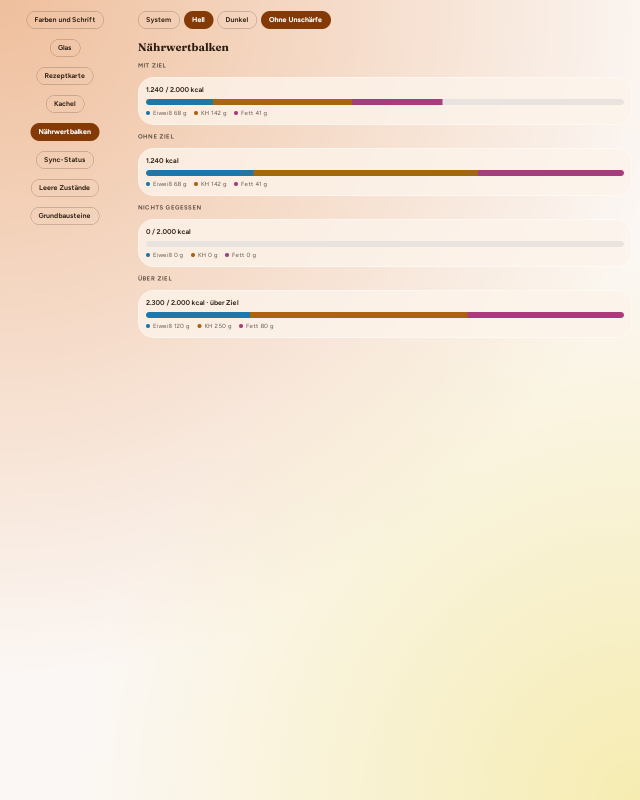 Farben und Schrift
Glas
Rezeptkarte
Kachel
Nährwertbalken
Sync-Status
Leere Zustände
Grundbausteine
System
Hell
Dunkel
Ohne Unschärfe
Nährwertbalken
MIT ZIEL
1.240 / 2.000 kcal
Eiweiß 68 g KH 142 g Fett 41 g
OHNE ZIEL
1.240 kcal
Eiweiß 68 g KH 142 g Fett 41 g
NICHTS GEGESSEN
0 / 2.000 kcal
Eiweiß 0 g KH 0 g Fett 0 g
ÜBER ZIEL
2.300 / 2.000 kcal · über Ziel
Eiweiß 120 g KH 250 g Fett 80 g